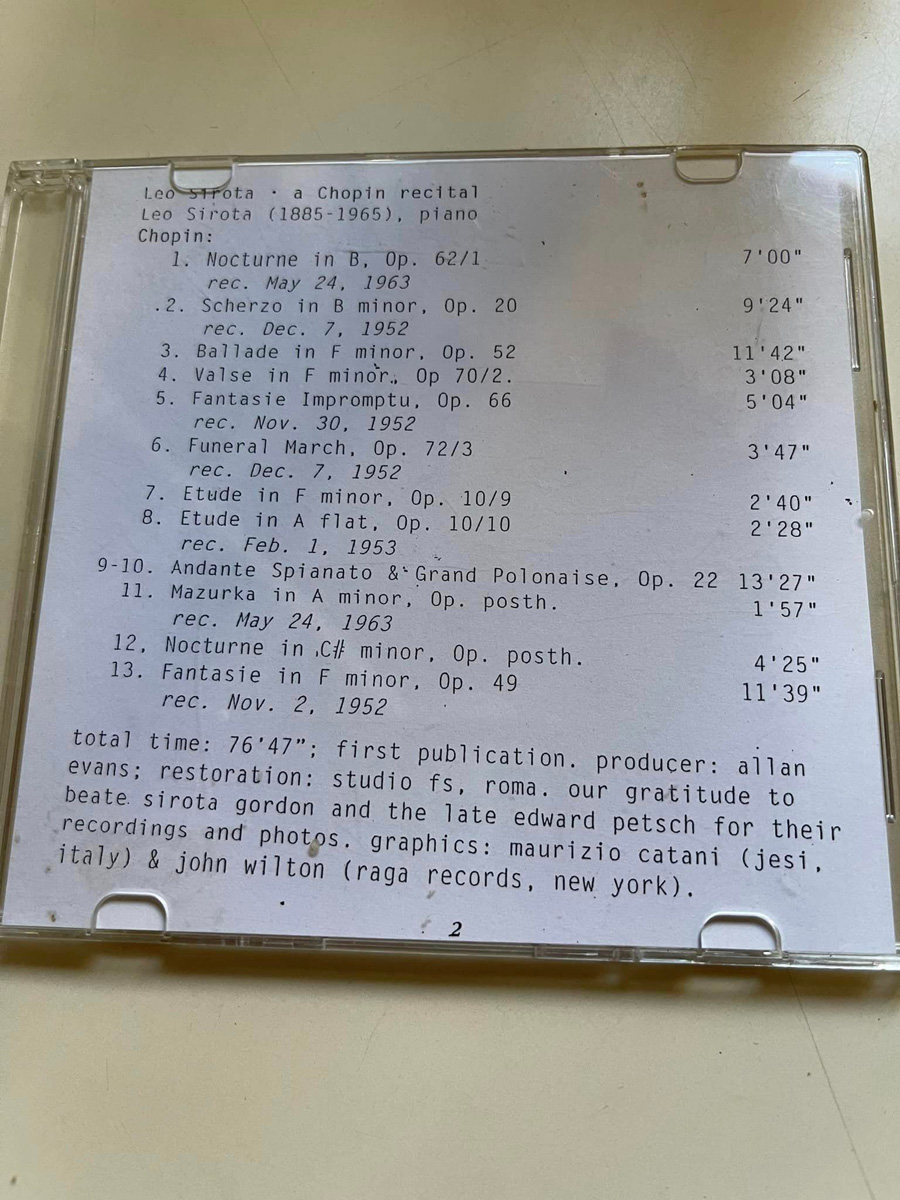 Leo Sirota · a Chopin recital
Leo Sirota (1885-1965), piano
Chopin:
1. Nocturne in B, Op. 62/1 7'00"
rec. May 24, 1963
.2. Scherzo in B minor, Op. 20 9'24"
rec. Dec. 7, 1952
3. Ballade in F minor, Op. 52 11'42"
4. Valse in F minor, Op 70/2. 3'08"
5. Fantasie Impromptu, Op. 66 5'04"
rec. Nov. 30, 1952
6. Funeral March, Op. 72/3 3'47"
rec. Dec. 7, 1952
7. Etude in F minor, Op. 10/9 2'40"
8. Etude in A flat, Op. 10/10 2'28"
rec. Feb. 1, 1953
9-10. Andante Spianato & Grand Polonaise, Op. 22 13'27"
11. Mazurka in A minor, Op. posth. 1'57"
rec. May 24, 1963
12, Nocturne in C# minor, Op. posth. 4'25"
13. Fantasie in F minor, Op. 49 11'39"
rec. Nov. 2, 1952
total time: 76'47"; first publication. producer: allan
evans; restoration: studio fs, roma. our gratitude to
beate sirota gordon and the late edward petsch for their
recordings and photos. graphics: maurizio catani (jesi,
italy) & john wilton (raga records, new york).
2